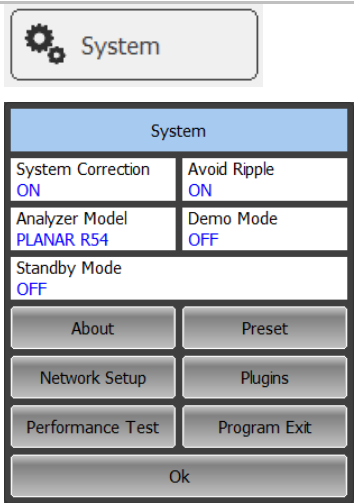 System
System
System Correction
ON
Avoid Ripple
ON
Analyzer Model
PLANAR R54
Demo Mode
OFF
Standby Mode
OFF
About
Preset
Network Setup
Plugins
Performance Test
Program Exit
Ok